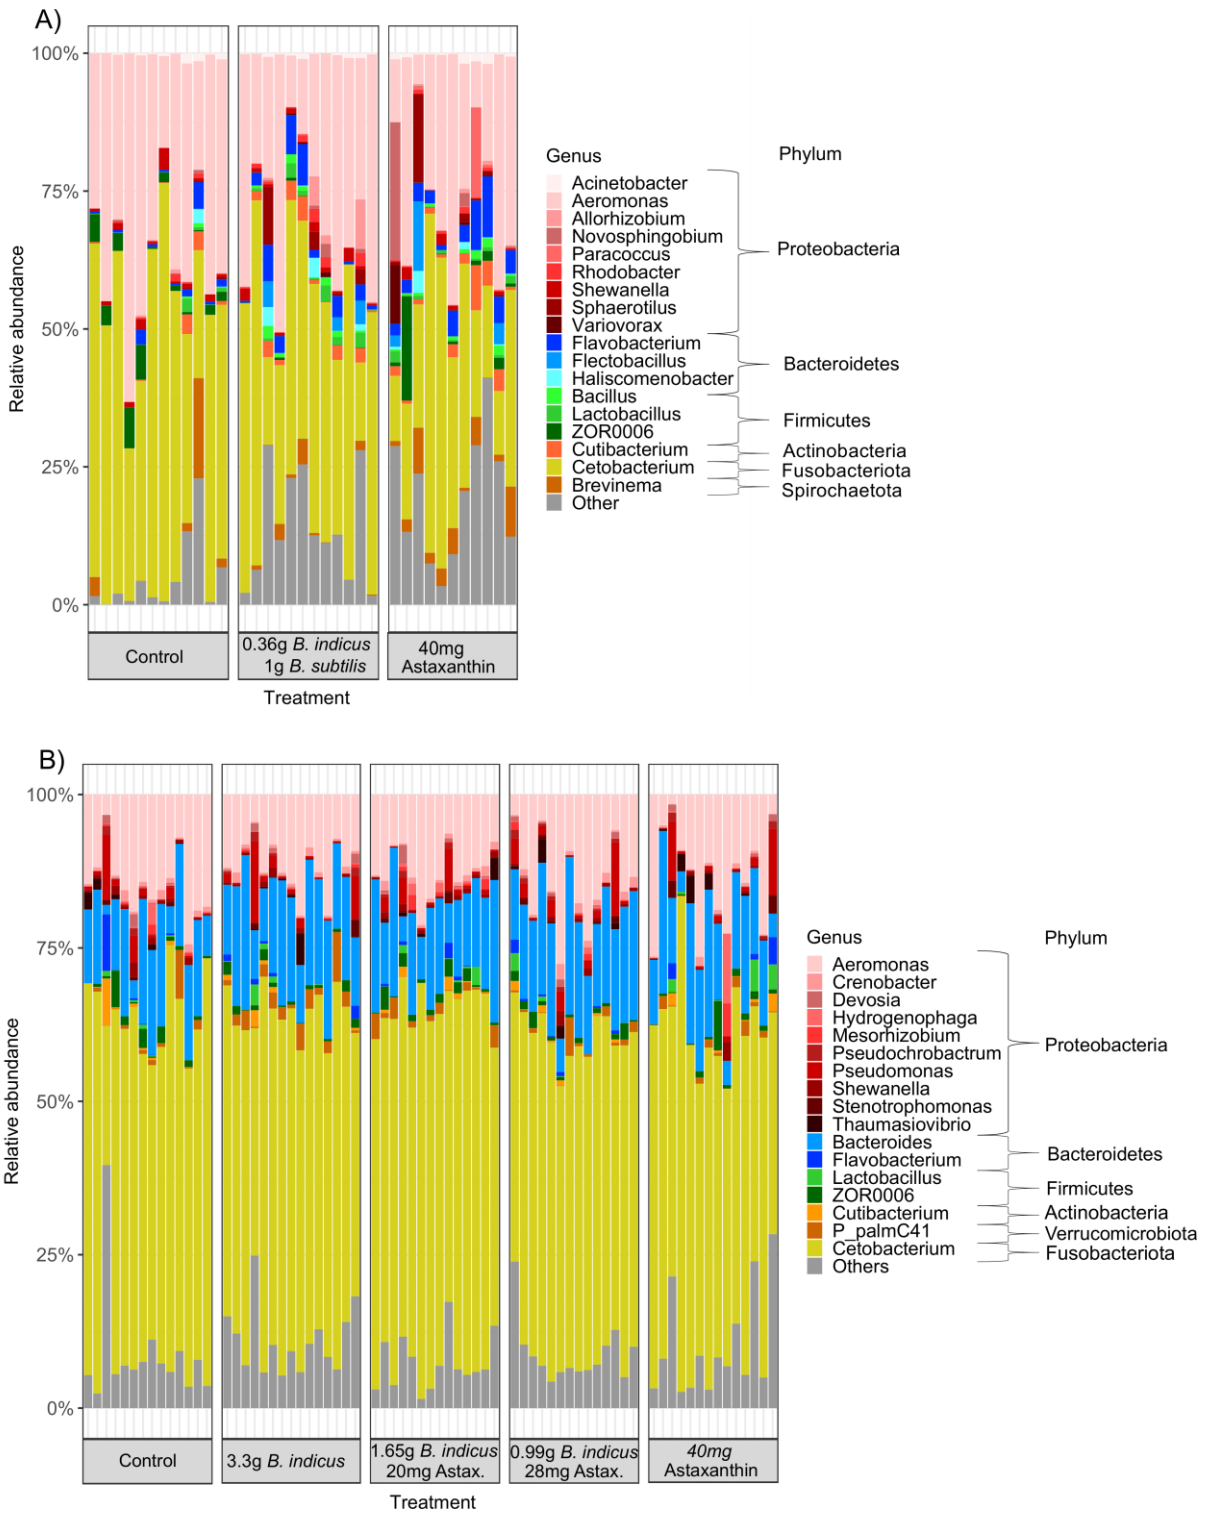 A)
100%
75%
50%
25%
0%
Relative abundance
Control
0.36g B. indicus
1g B. subtilis
40mg
Astaxanthin
Treatment
Genus
Acinetobacter
Aeromonas
Allorhizobium
Novosphingobium
Paracoccus
Rhodobacter
Shewanella
Sphaerotilus
Variovorax
Flavobacterium
Flectobacillus
Haliscomenobacter
Bacillus
Lactobacillus
ZOR0006
Cutibacterium
Cetobacterium
Brevinema
Other
Phylum
Proteobacteria
Bacteroidetes
Firmicutes
Actinobacteria
Fusobacteriota
Spirochaetota
B)
100%
75%
50%
25%
0%
Relative abundance
Control
3.3g B. indicus
1.65g B. indicus
20mg Astax.
0.99g B. indicus
28mg Astax.
40mg
Astaxanthin
Treatment
Genus
Aeromonas
Crenobacter
Devosia
Hydrogenophaga
Mesorhizobium
Pseudochrobactrum
Pseudomonas
Shewanella
Stenotrophomonas
Thaumasiovibrio
Bacteroides
Flavobacterium
Lactobacillus
ZOR0006
Cutibacterium
P_palmC41
Cetobacterium
Others
Phylum
Proteobacteria
Bacteroidetes
Firmicutes
Actinobacteria
Verrucomicrobiota
Fusobacteriota